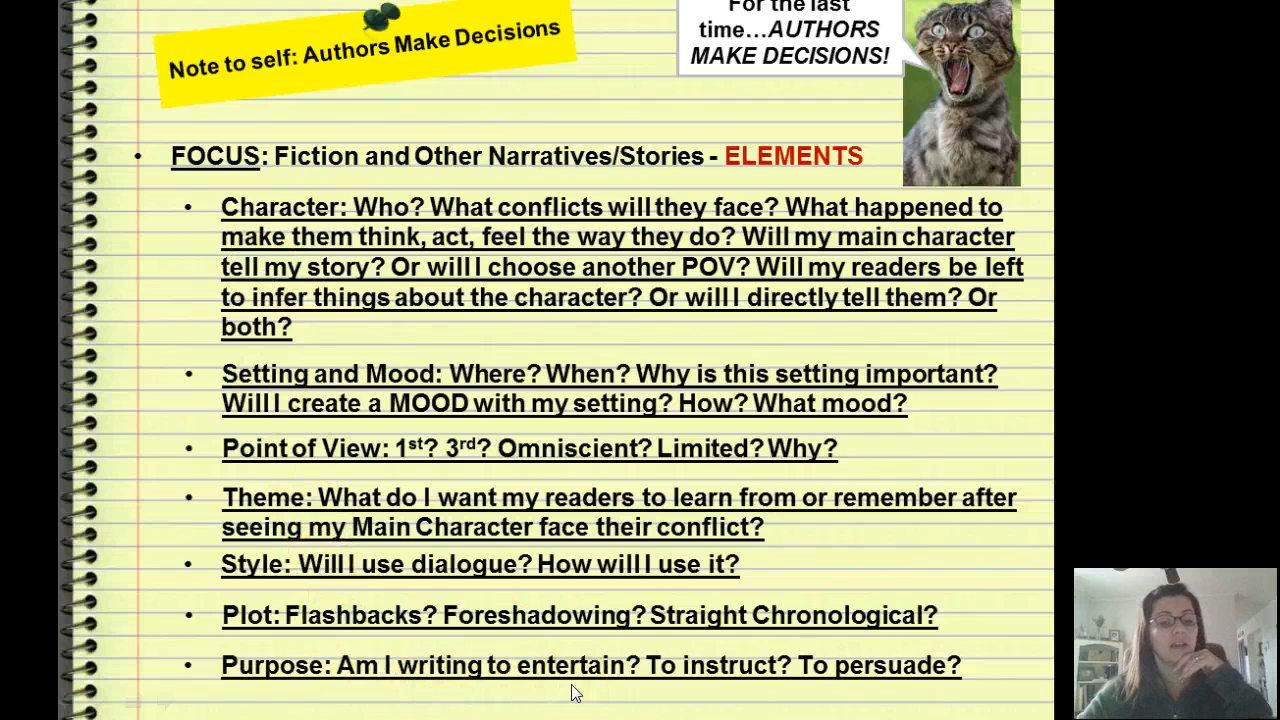 Note to self: Authors Make Decisions
For the last
time…AUTHORS
MAKE DECISIONS!
• FOCUS: Fiction and Other Narratives/Stories - ELEMENTS
• Character: Who? What conflicts will they face? What happened to
make them think, act, feel the way they do? Will my main character
tell my story? Or will I choose another POV? Will my readers be left
to infer things about the character? Or will I directly tell them? Or
both?
• Setting and Mood: Where? When? Why is this setting important?
Will I create a MOOD with my setting? How? What mood?
• Point of View: 1st? 3rd? Omniscient? Limited? Why?
• Theme: What do I want my readers to learn from or remember after
seeing my Main Character face their conflict?
• Style: Will I use dialogue? How will I use it?
• Plot: Flashbacks? Foreshadowing? Straight Chronological?
• Purpose: Am I writing to entertain? To instruct? To persuade?